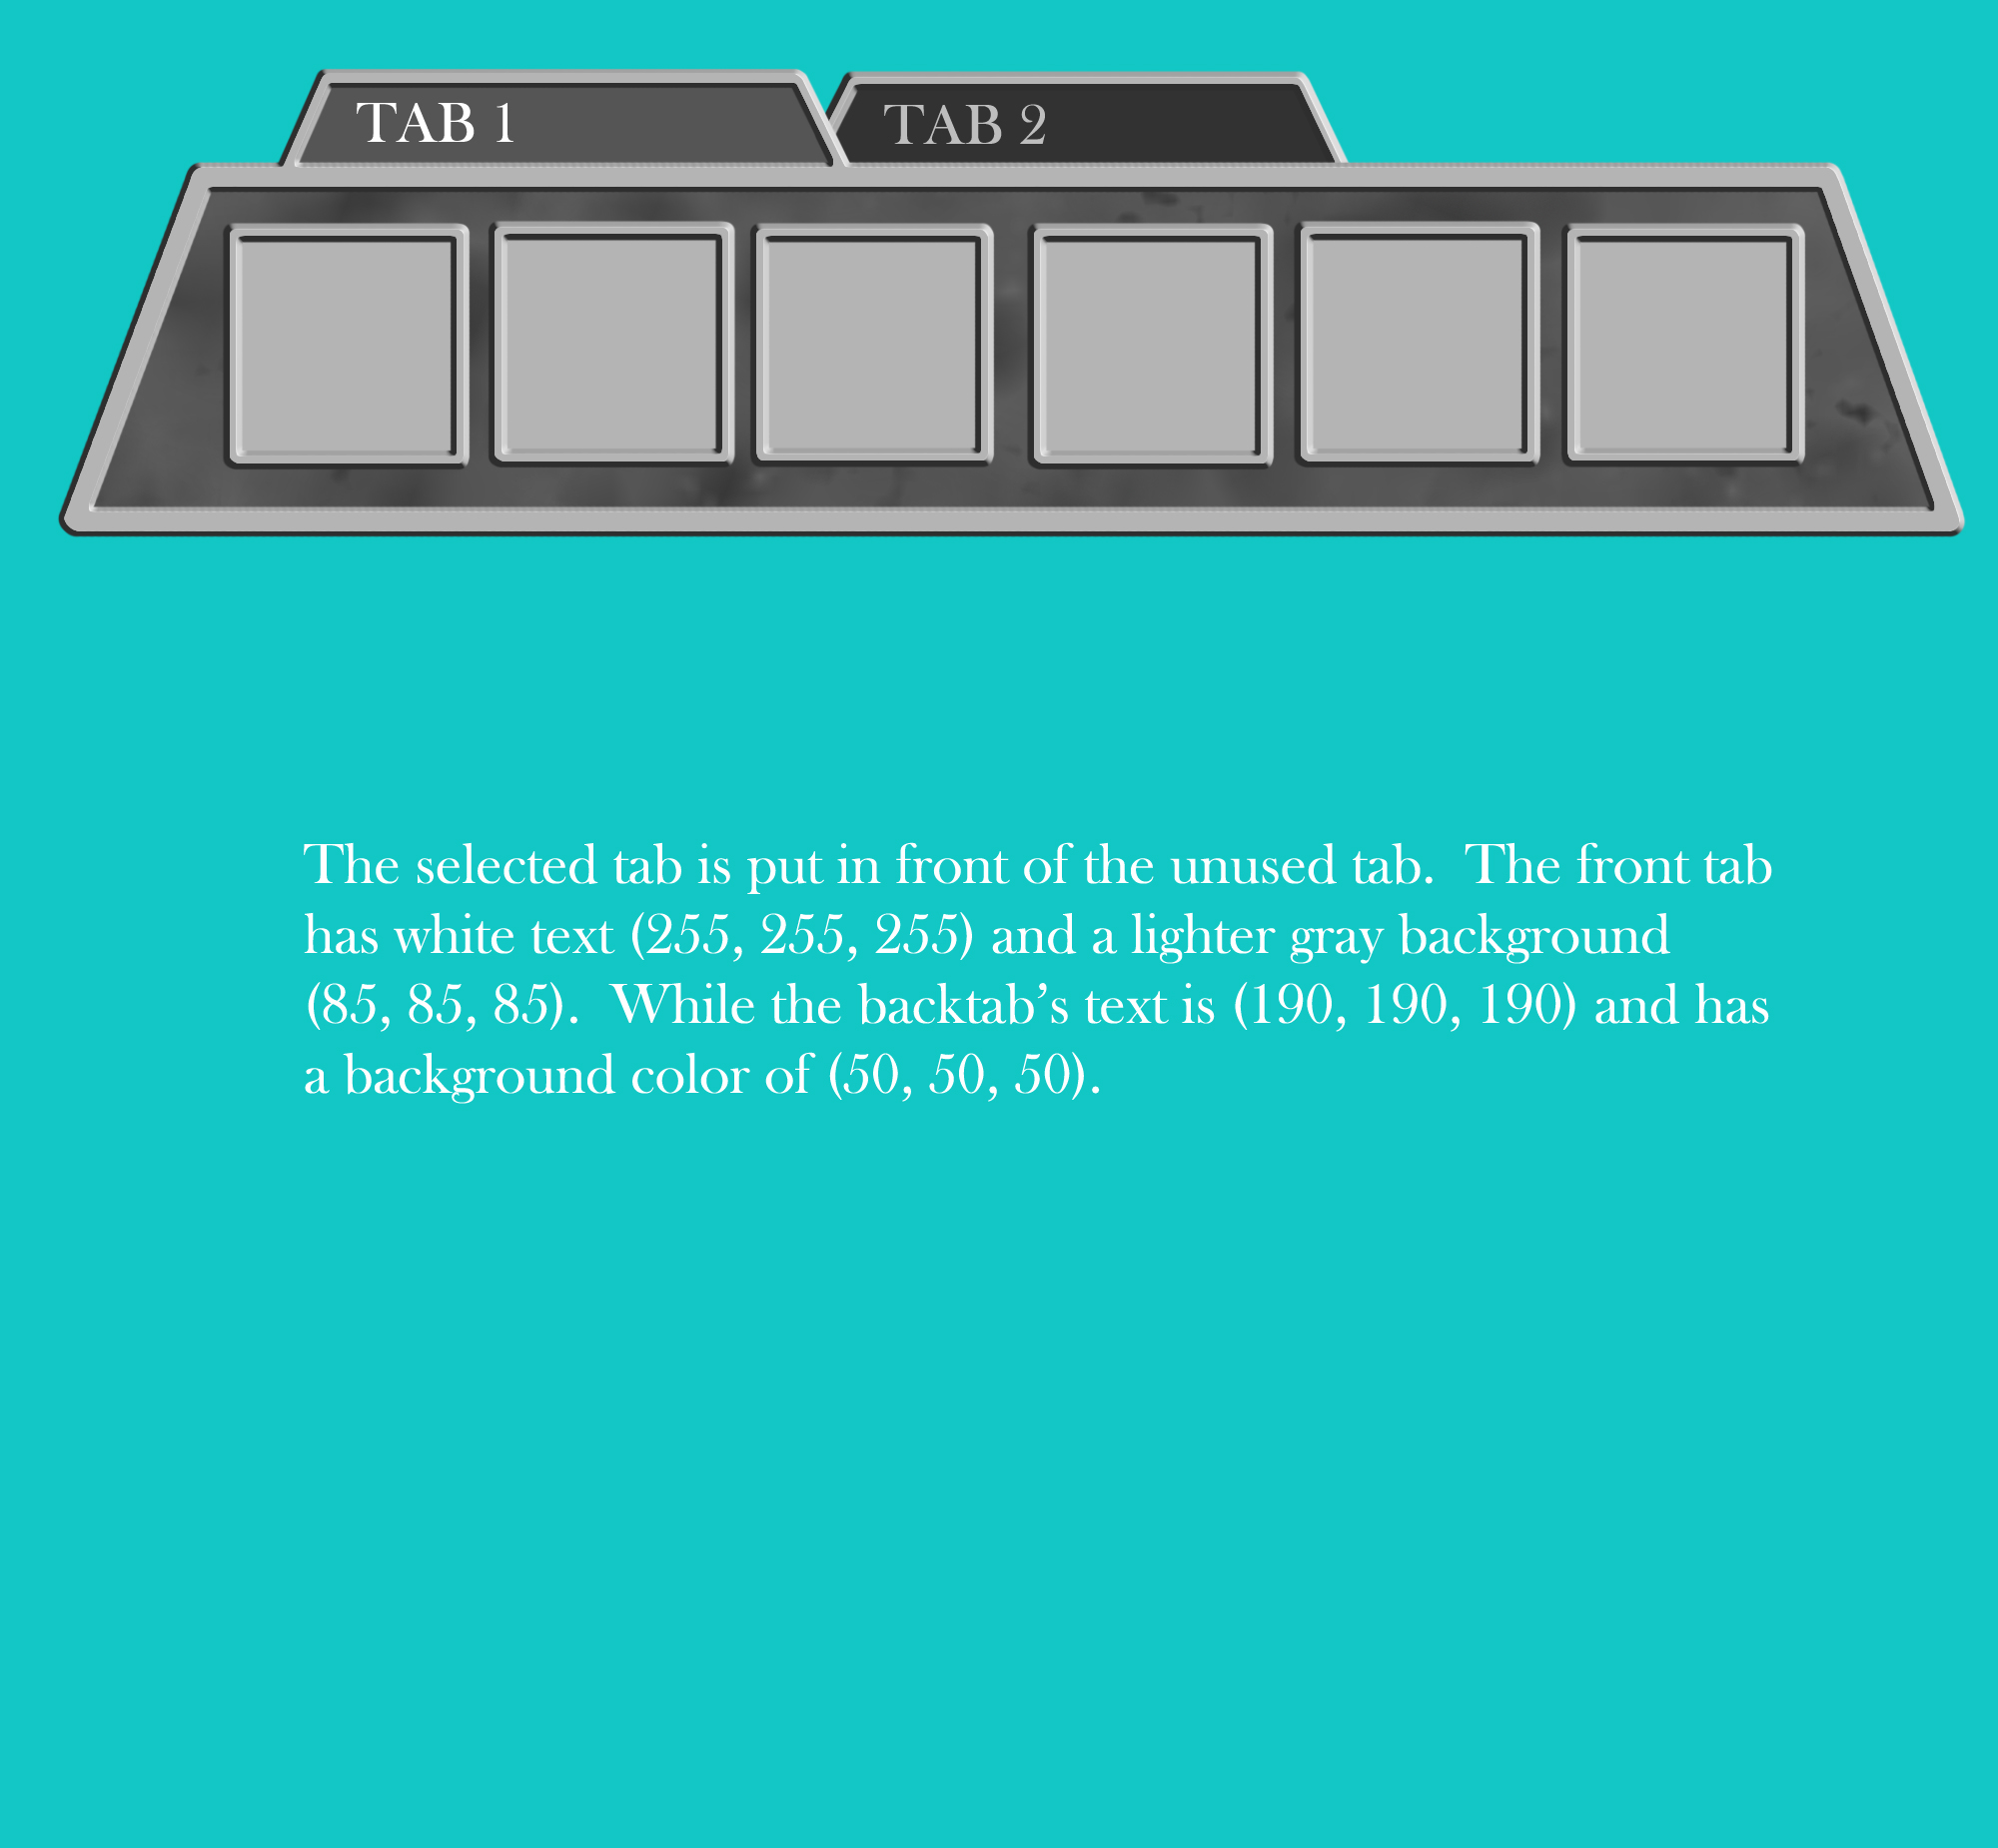 TAB 1
TAB 2
The selected tab is put in front of the unused tab.  The front tab
has white text (255, 255, 255) and a lighter gray background
(85, 85, 85).  While the backtab’s text is (190, 190, 190) and has
a background color of (50, 50, 50).